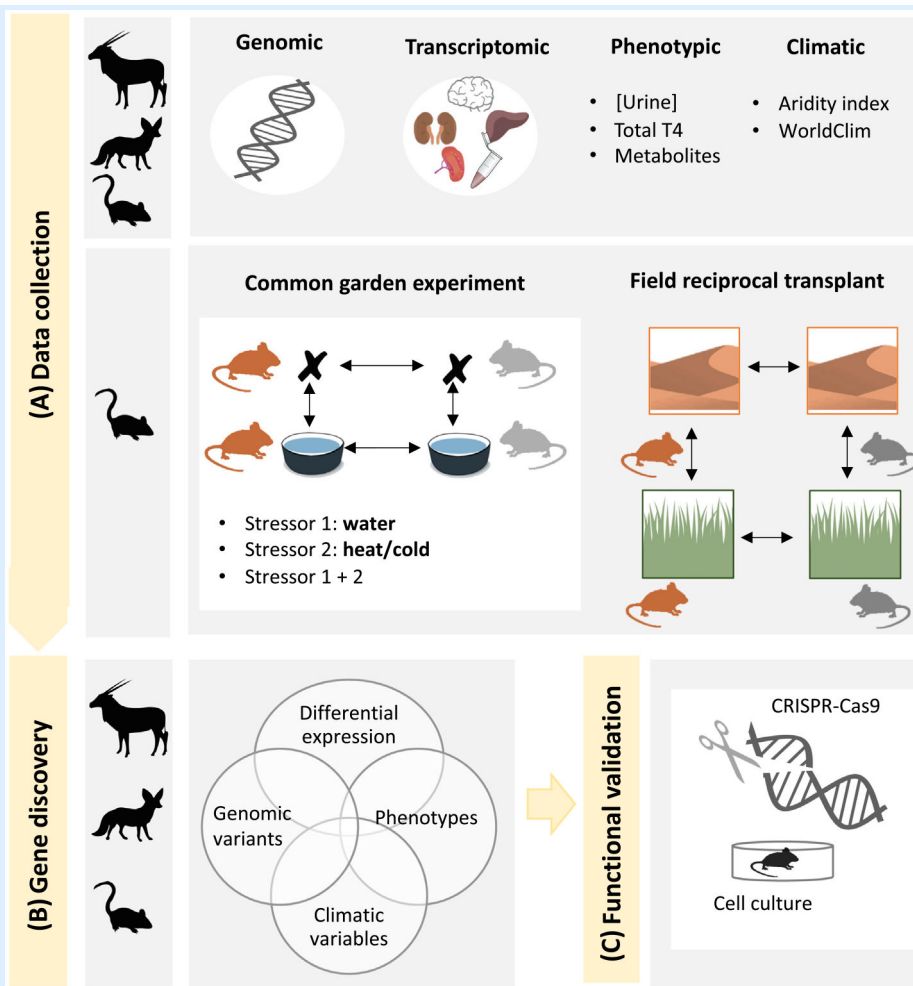 (A) Data collection
Genomic
Transcriptomic
Phenotypic
• [Urine]
• Total T4
• Metabolites
Climatic
• Aridity index
• WorldClim
Common garden experiment
• Stressor 1: water
• Stressor 2: heat/cold
• Stressor 1 + 2
Field reciprocal transplant
(B) Gene discovery
Differential
expression
Genomic
variants
Phenotypes
Climatic
variables
(C) Functional validation
CRISPR-Cas9
Cell culture